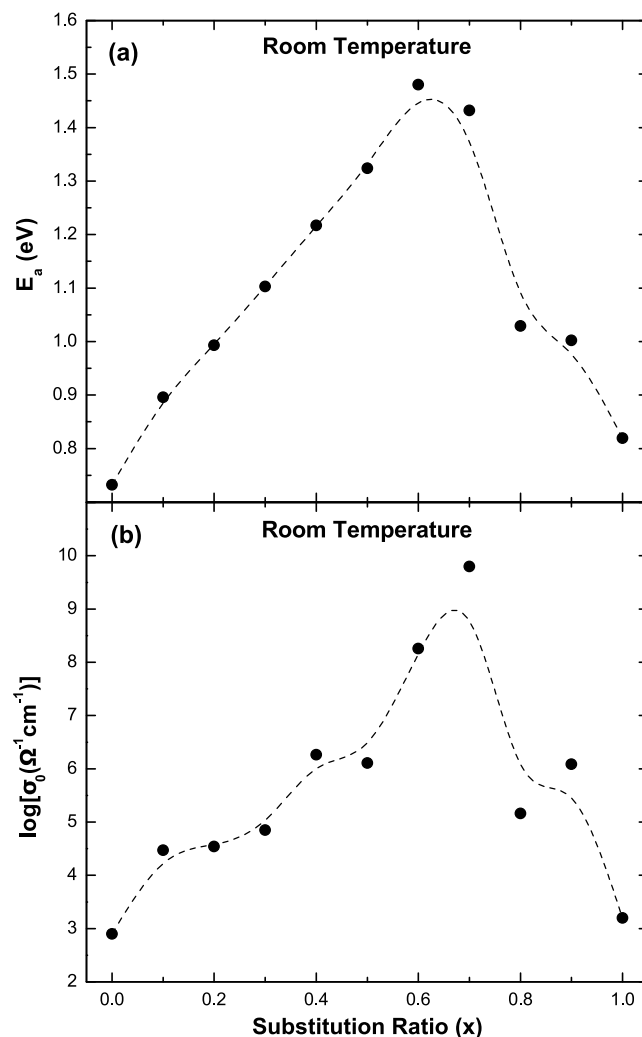 (a)
Room Temperature
1.6
1.5
1.4
1.3
1.2
1.1
1.0
0.9
0.8
Eₐ (eV)
(b)
Room Temperature
10
9
8
7
6
5
4
3
2
log[σ₀(Ω⁻¹cm⁻¹)]
0.0 0.2 0.4 0.6 0.8 1.0
Substitution Ratio (x)